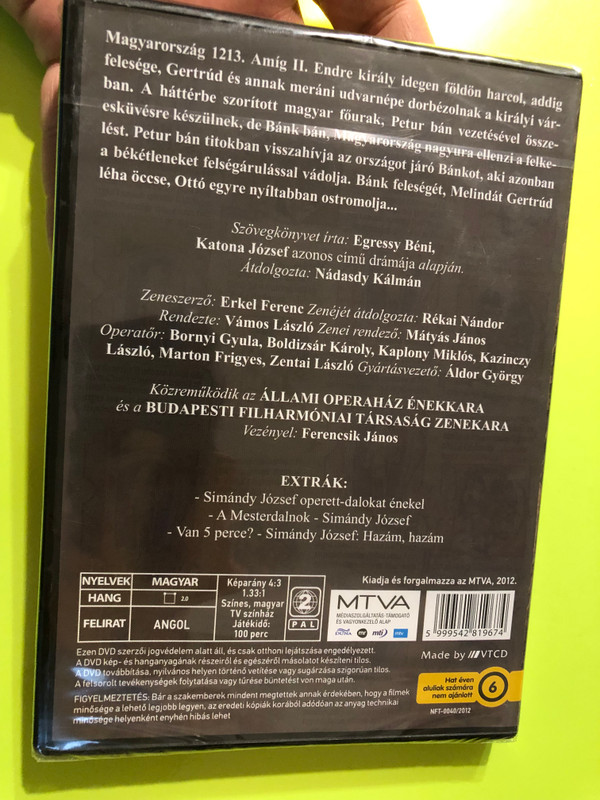 Magyarország 1213. Amíg II. Endre király idegen földön harcol, addig
felesége, Gertrúd és annak meráni udvarnépe dorbézolnak a királyi vár-
ban. A háttérbe szorított magyar főurak, Petur bán vezetésével össze-
esküvésre készülnek, de Bánk bán, Magyarország nagyura ellenzi a felke-
lést. Petur bán titokban visszahívja az országot járó Bánkot, aki azonban
a békétleneket felségárulással vádolja. Bánk feleségét, Melindát Gertrúd
léha öccse, Ottó egyre nyíltabban ostromolja...
Szövegkönyvet írta: Egressy Béni,
Katona József azonos című drámája alapján.
Átdolgozta: Nádasdy Kálmán
Zeneszerző: Erkel Ferenc Zenéjét átdolgozta: Rékai Nándor
Rendezte: Vámos László Zenei rendező: Mátyás János
Operatőr: Bornyi Gyula, Boldizsár Károly, Kaplony Miklós, Kazinczy
László, Marton Frigyes, Zentai László Gyártásvezető: Áldor György
Közreműködik az ÁLLAMI OPERAHÁZ ÉNEKKARA
és a BUDAPESTI FILHARMÓNIAI TÁRSASÁG ZENEKARA
Vezényel: Ferencsik János
EXTRÁK:
- Simándy József operett-dalokat énekel
- A Mesterdalnok - Simándy József
- Van 5 perce? - Simándy József: Hazám, hazám
NYELVEK MAGYAR
HANG 2.0
FELIRAT ANGOL
Képarány 4:3
1.33:1
Színes, magyar
TV színház
Játékidő:
100 perc
2
PAL
Kiadja és forgalmazza az MTVA, 2012.
MTVA
MÉDIASZOLGÁLTATÁS-TÁMOGATÓ
ÉS VAGYONKEZELŐ ALAP
DUNA mr mti mtv
5 999542 819674
Made by VTCD
Ezen DVD szerzői jogvédelem alatt áll, és csak otthoni lejátszása engedélyezett.
A DVD kép- és hanganyagának részeiről és egészéről másolatot készíteni tilos.
A DVD továbbítása, nyilvános helyen történő vetítése vagy sugárzása szigorúan tilos.
A felsorolt tevékenységek folytatása vagy tűrése büntetést von maga után.
FIGYELMEZTETÉS: Bár a szakemberek mindent megtettek annak érdekében, hogy a filmek
minősége a lehető legjobb legyen, az eredeti kópiák korából adódóan az anyag technikai
minősége helyenként enyhén hibás lehet
Hat éven
aluliak számára
nem ajánlott
6
NFT-0040/2012